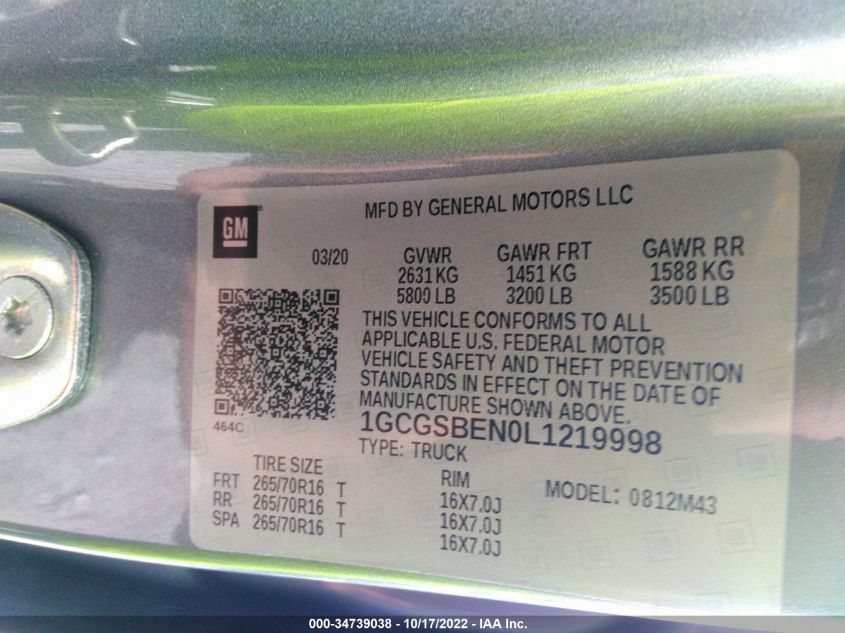 GM
MFD BY GENERAL MOTORS LLC
03/20
GVWR GAWR FRT GAWR RR
2631 KG 1451 KG 1588 KG
5800 LB 3200 LB 3500 LB
THIS VEHICLE CONFORMS TO ALL
APPLICABLE U.S. FEDERAL MOTOR
VEHICLE SAFETY AND THEFT PREVENTION
STANDARDS IN EFFECT ON THE DATE OF
MANUFACTURE SHOWN ABOVE.
464C
1GCGSBEN0L1219998
TYPE: TRUCK
TIRE SIZE RIM MODEL: 0812M43
FRT 265/70R16 T 16X7.0J
RR 265/70R16 T 16X7.0J
SPA 265/70R16 T 16X7.0J
000-34739038 - 10/17/2022 - IAA Inc.